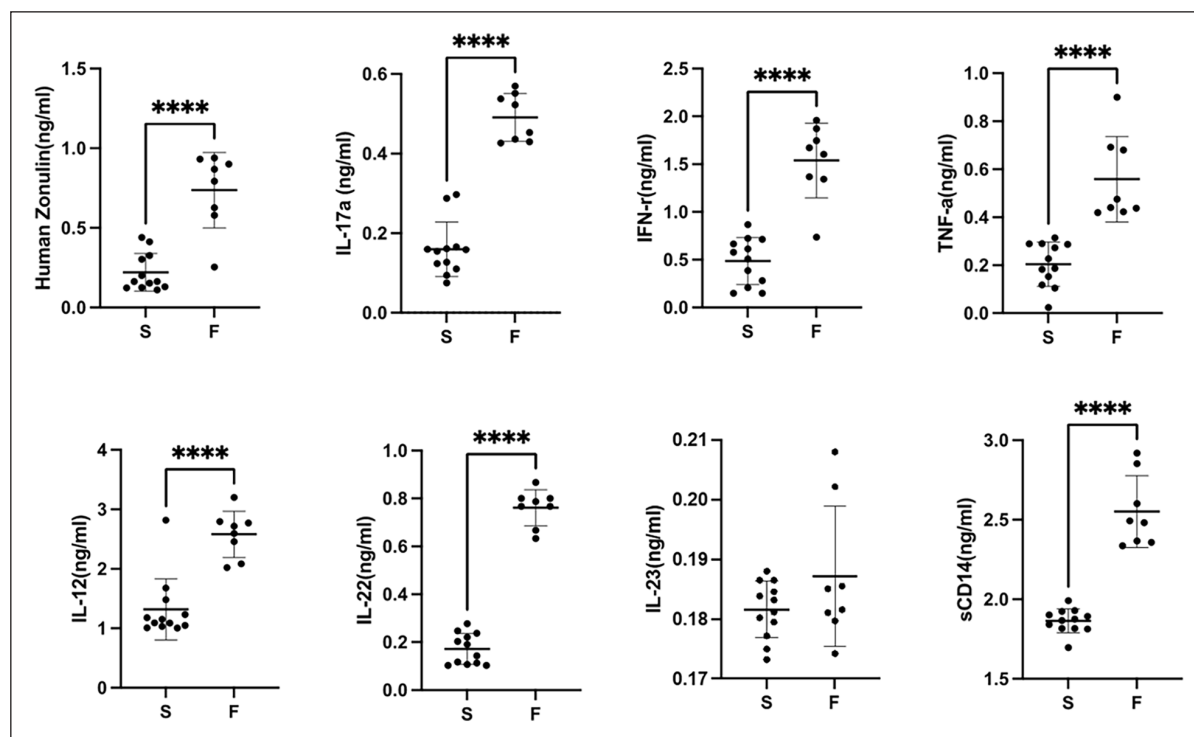 ****
Human Zonulin(ng/ml)
1.5
1.0
0.5
0.0
S
F
****
IL-17a (ng/ml)
0.6
0.4
0.2
0.0
S
F
****
IFN-r(ng/ml)
2.5
2.0
1.5
1.0
0.5
0.0
S
F
****
TNF-a(ng/ml)
1.0
0.8
0.6
0.4
0.2
0.0
S
F
****
IL-12(ng/ml)
4
3
2
1
0
S
F
****
IL-22(ng/ml)
1.0
0.8
0.6
0.4
0.2
0.0
S
F
IL-23(ng/ml)
0.21
0.20
0.19
0.18
0.17
S
F
****
sCD14(ng/ml)
3.0
2.5
2.0
1.5
S
F